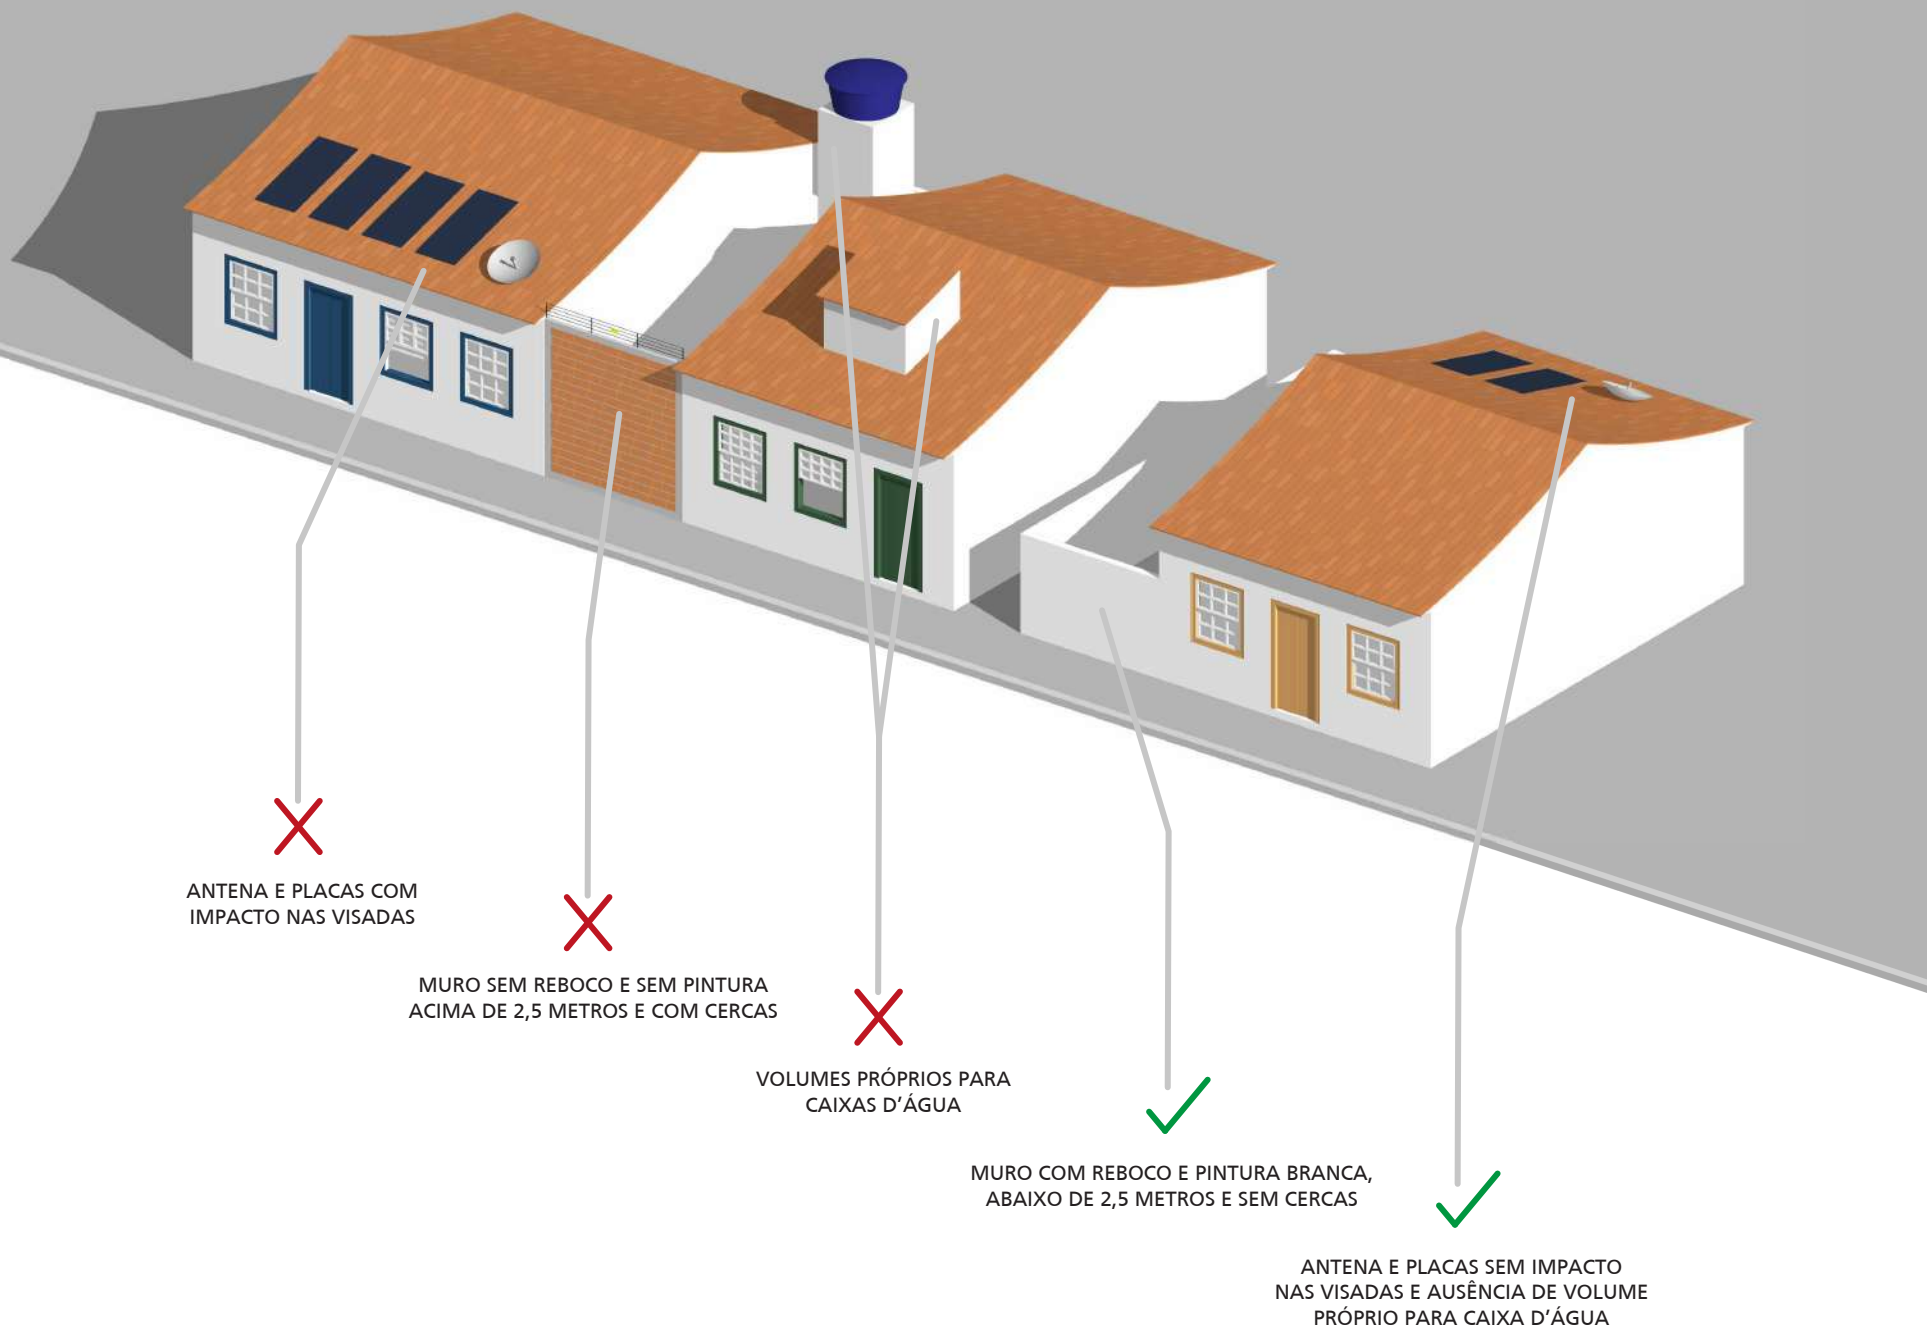 ANTENA E PLACAS COM
IMPACTO NAS VISADAS
MURO SEM REBOCO E SEM PINTURA
ACIMA DE 2,5 METROS E COM CERCAS
VOLUMES PRÓPRIOS PARA
CAIXAS D’ÁGUA
MURO COM REBOCO E PINTURA BRANCA,
ABAIXO DE 2,5 METROS E SEM CERCAS
ANTENA E PLACAS SEM IMPACTO
NAS VISADAS E AUSÊNCIA DE VOLUME
PRÓPRIO PARA CAIXA D’ÁGUA